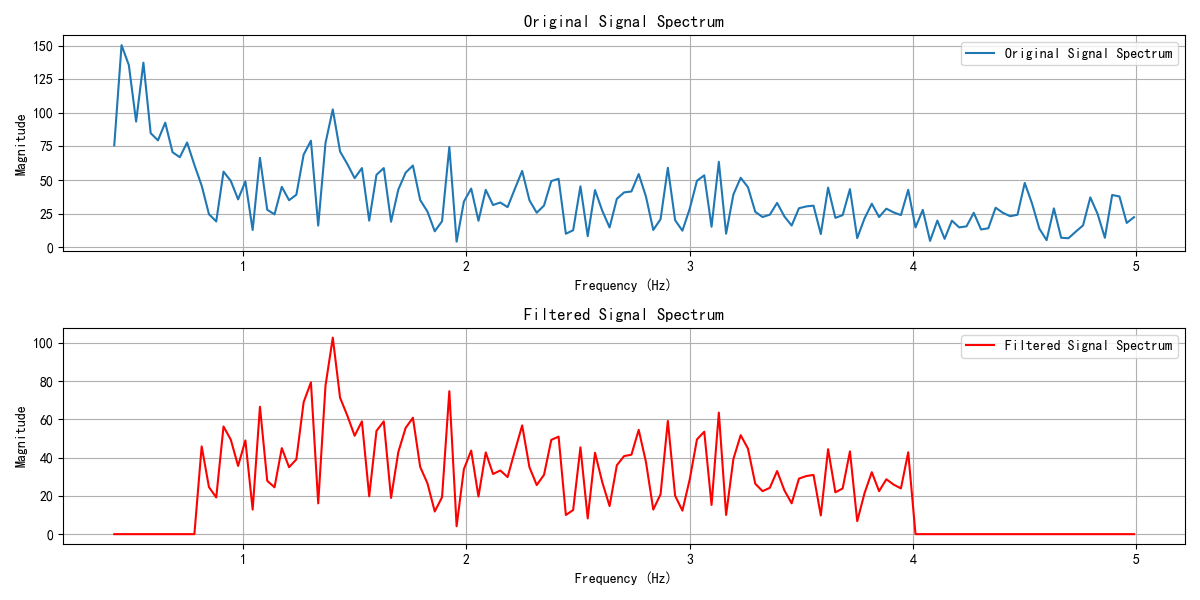 Original Signal Spectrum
150
125
100
75
50
25
0
Magnitude
Original Signal Spectrum
1 2 3 4 5
Frequency (Hz)
Filtered Signal Spectrum
100
80
60
40
20
0
Magnitude
Filtered Signal Spectrum
1 2 3 4 5
Frequency (Hz)